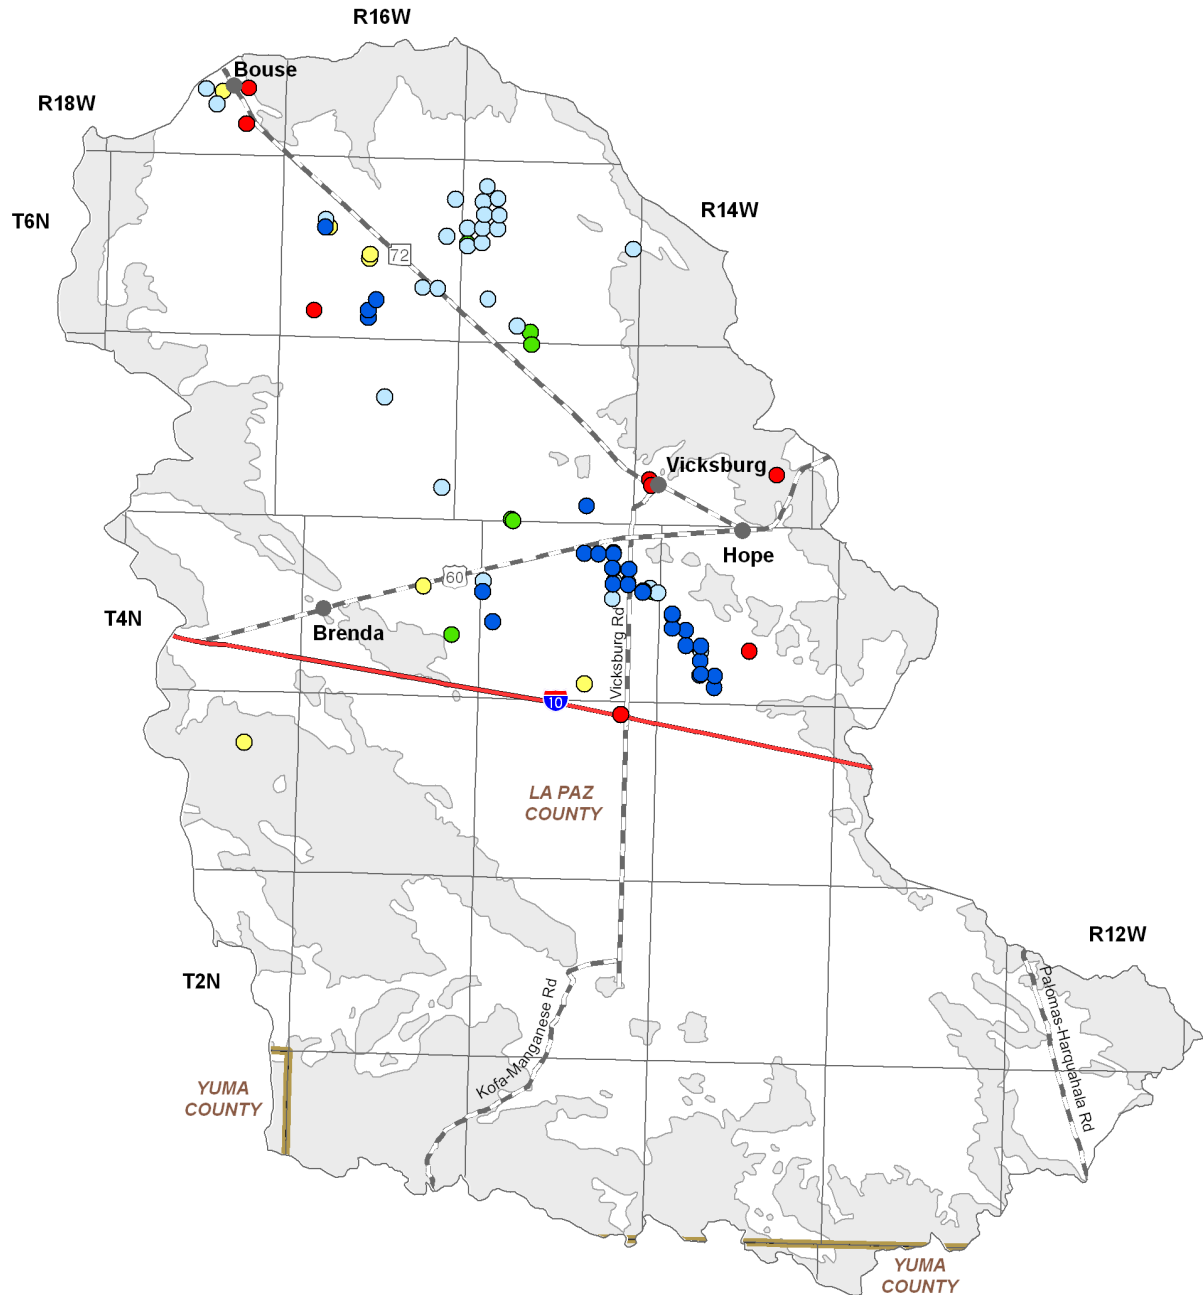 R16W
Bouse
R18W
T6N
R14W
72
Vicksburg
Hope
60
Brenda
T4N
Vicksburg Rd
10
LA PAZ
COUNTY
R12W
T2N
Kofa-Manganese Rd
Palomas-Harquahala Rd
YUMA
COUNTY
YUMA
COUNTY